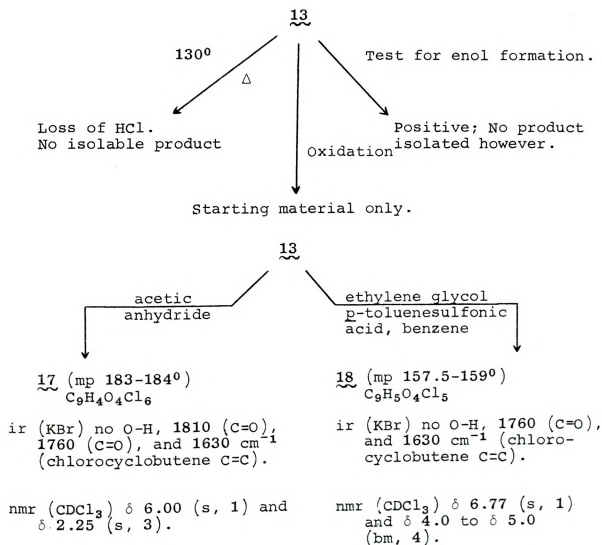 13
130⁰
Test for enol formation.
Δ
Loss of HCl.
No isolable product
Oxidation
Positive; No product
isolated however.
Starting material only.
13
acetic
anhydride
ethylene glycol
p-toluenesulfonic
acid, benzene
17 (mp 183-184⁰)
C₉H₄O₄Cl₆
ir (KBr) no O-H, 1810 (C=O),
1760 (C=O), and 1630 cm⁻¹
(chlorocyclobutene C=C).
nmr (CDCl₃) δ 6.00 (s, 1) and
δ 2.25 (s, 3).
18 (mp 157.5-159⁰)
C₉H₅O₄Cl₅
ir (KBr) no O-H, 1760 (C=O),
and 1630 cm⁻¹ (chloro-
cyclobutene C=C).
nmr (CDCl₃) δ 6.77 (s, 1)
and δ 4.0 to δ 5.0
(bm, 4).